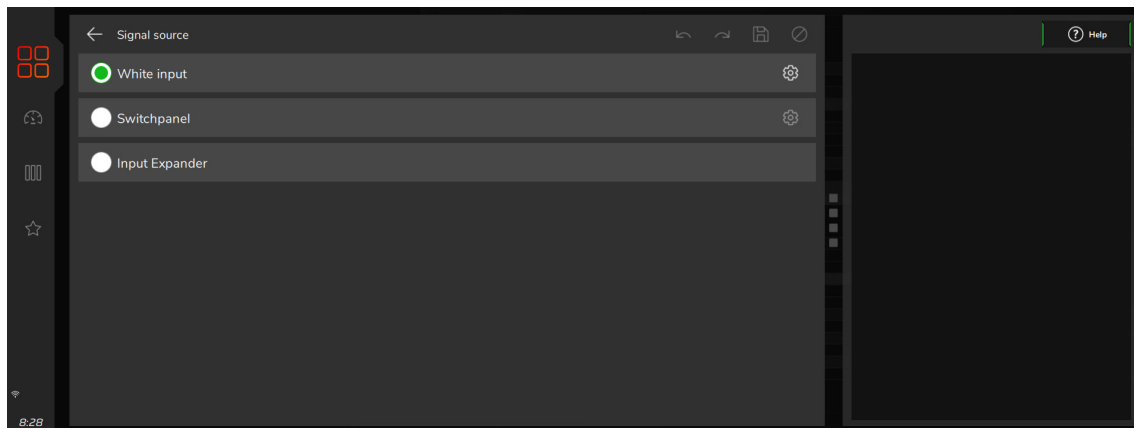 Signal source
Help
White input
Switchpanel
Input Expander
8:28